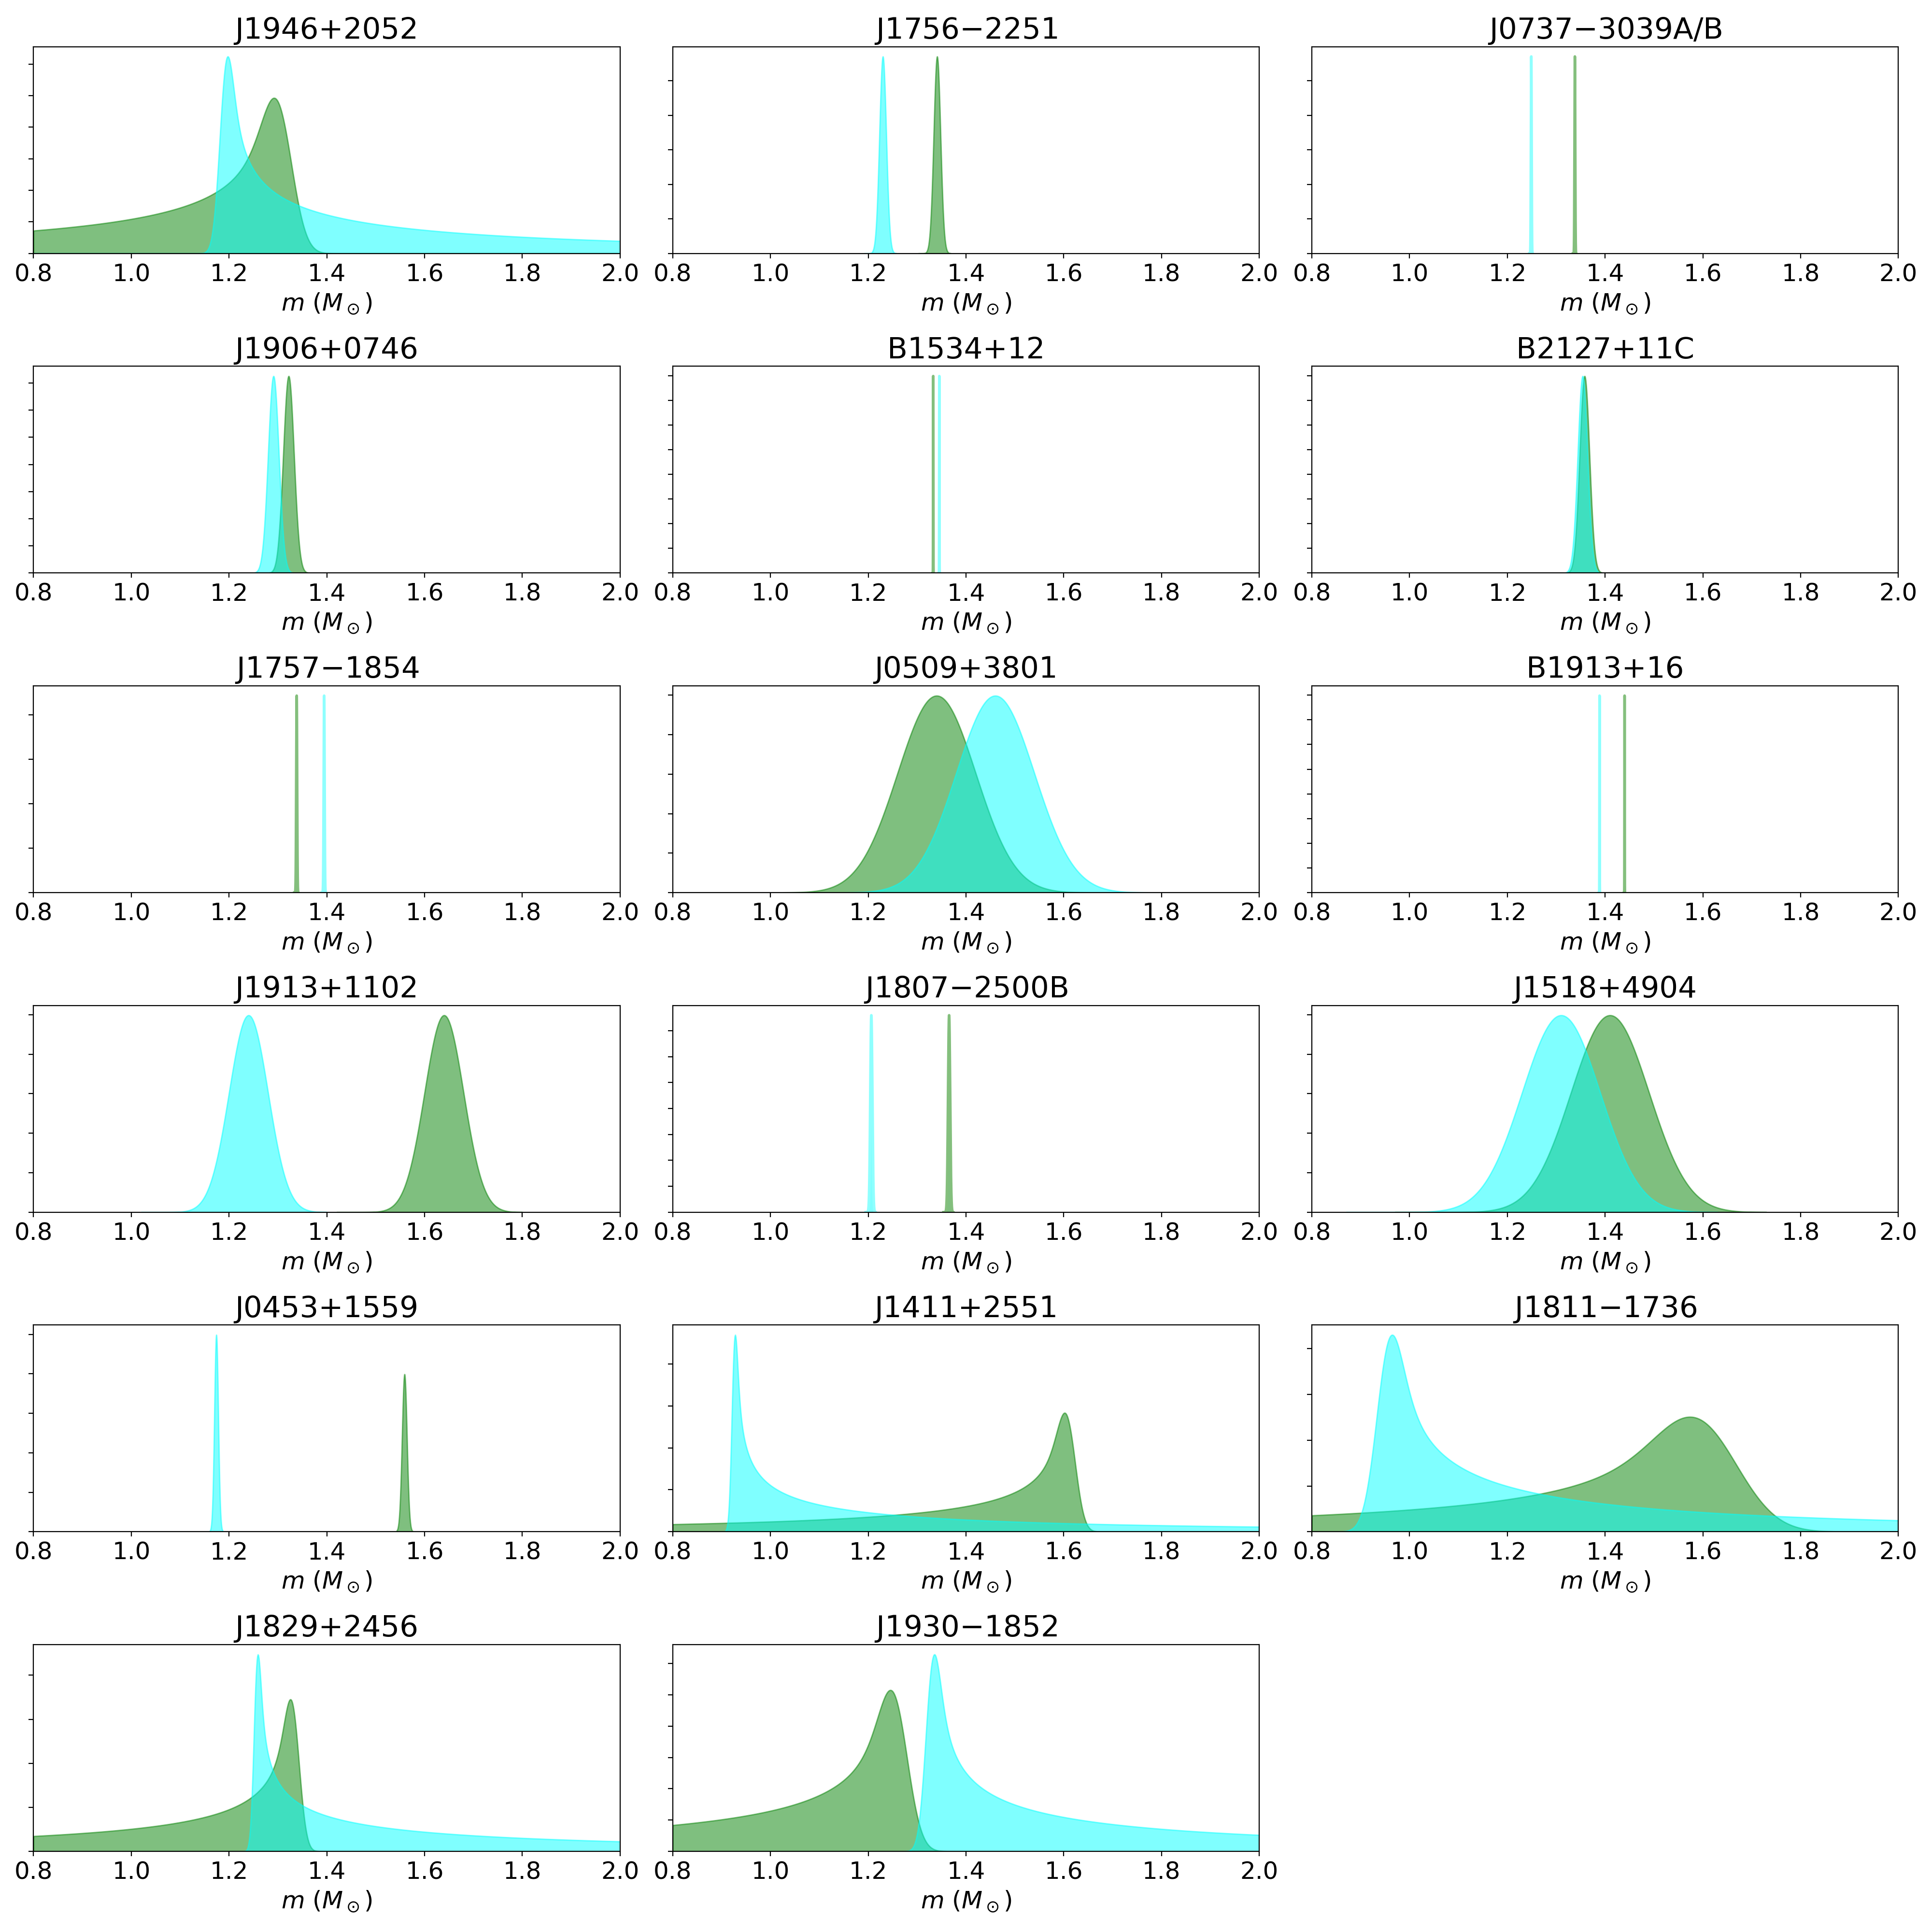 J1946+2052 J1756−2251 J0737−3039A/B
0.8 1.0 1.2 1.4 1.6 1.8 2.0 0.8 1.0 1.2 1.4 1.6 1.8 2.0 0.8 1.0 1.2 1.4 1.6 1.8 2.0
m (M⊙) m (M⊙) m (M⊙)
J1906+0746 B1534+12 B2127+11C
0.8 1.0 1.2 1.4 1.6 1.8 2.0 0.8 1.0 1.2 1.4 1.6 1.8 2.0 0.8 1.0 1.2 1.4 1.6 1.8 2.0
m (M⊙) m (M⊙) m (M⊙)
J1757−1854 J0509+3801 B1913+16
0.8 1.0 1.2 1.4 1.6 1.8 2.0 0.8 1.0 1.2 1.4 1.6 1.8 2.0 0.8 1.0 1.2 1.4 1.6 1.8 2.0
m (M⊙) m (M⊙) m (M⊙)
J1913+1102 J1807−2500B J1518+4904
0.8 1.0 1.2 1.4 1.6 1.8 2.0 0.8 1.0 1.2 1.4 1.6 1.8 2.0 0.8 1.0 1.2 1.4 1.6 1.8 2.0
m (M⊙) m (M⊙) m (M⊙)
J0453+1559 J1411+2551 J1811−1736
0.8 1.0 1.2 1.4 1.6 1.8 2.0 0.8 1.0 1.2 1.4 1.6 1.8 2.0 0.8 1.0 1.2 1.4 1.6 1.8 2.0
m (M⊙) m (M⊙) m (M⊙)
J1829+2456 J1930−1852
0.8 1.0 1.2 1.4 1.6 1.8 2.0 0.8 1.0 1.2 1.4 1.6 1.8 2.0
m (M⊙) m (M⊙)